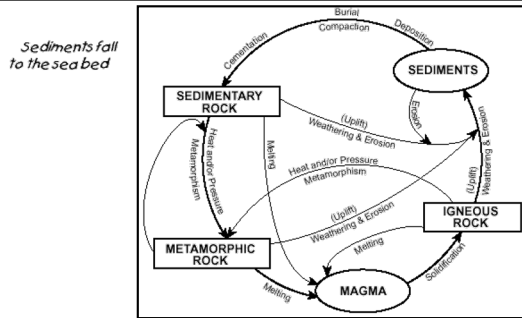 Sediments fall
to the sea bed
Burial
Cementation
Compaction
Deposition
SEDIMENTS
SEDIMENTARY
ROCK
Erosion
(Uplift)
Weathering & Erosion
Melting
Heat and/or Pressure
Metamorphism
Heat and/or Pressure
Metamorphism
(Uplift)
Weathering & Erosion
(Uplift)
Weathering & Erosion
IGNEOUS
ROCK
METAMORPHIC
ROCK
Melting
Melting
MAGMA
Solidification